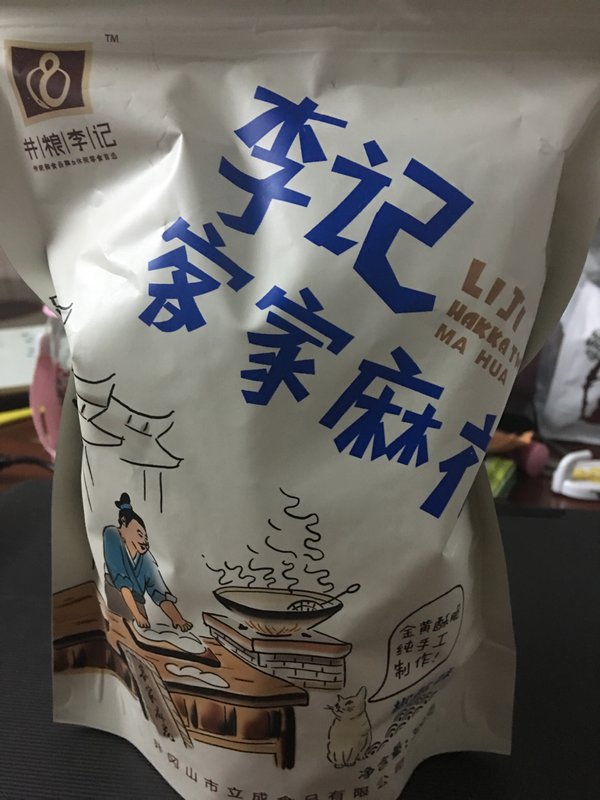 TM
井粮李记
李记
客家麻花
LIJI
HAKKA
MA HUA
金黄酥脆
纯手工
制作!
净含量:
井冈山市立成食品有限公司